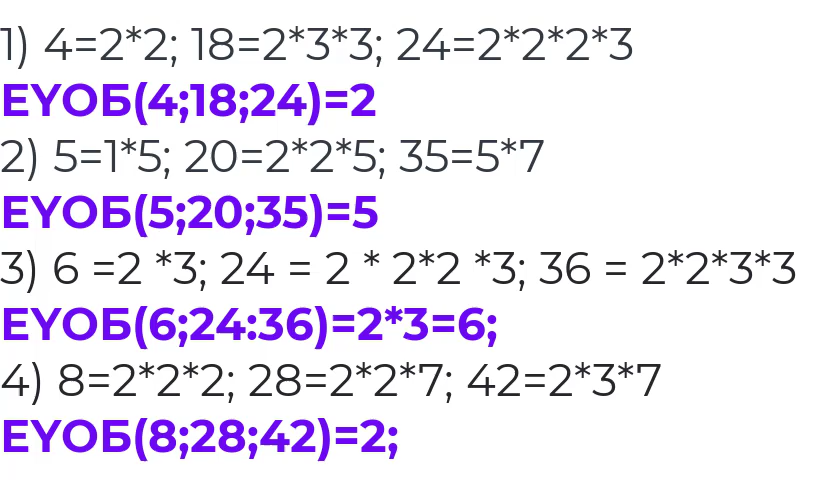 1) 4=2*2; 18=2*3*3; 24=2*2*2*3
ЕҮОБ(4;18;24)=2
2) 5=1*5; 20=2*2*5; 35=5*7
ЕҮОБ(5;20;35)=5
3) 6 =2 *3; 24 = 2 * 2*2 *3; 36 = 2*2*3*3
ЕҮОБ(6;24:36)=2*3=6;
4) 8=2*2*2; 28=2*2*7; 42=2*3*7
ЕҮОБ(8;28;42)=2;